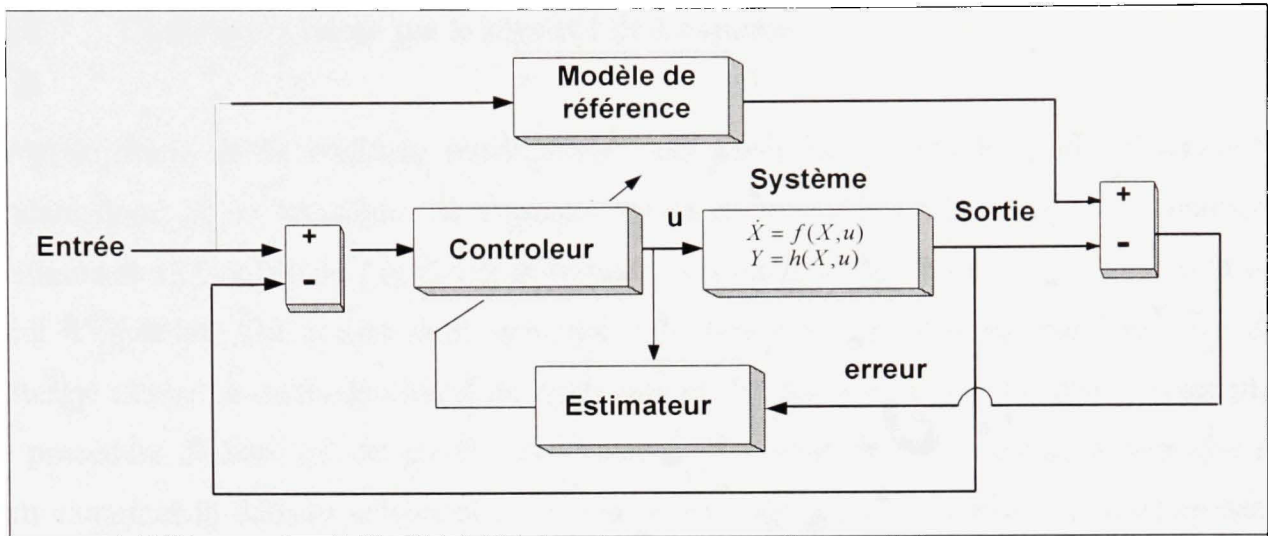 Modèle de
référence
Système
Entrée
+
-
Controleur
u
Ẋ = f(X,u)
Y = h(X,u)
Sortie
+
-
erreur
Estimateur